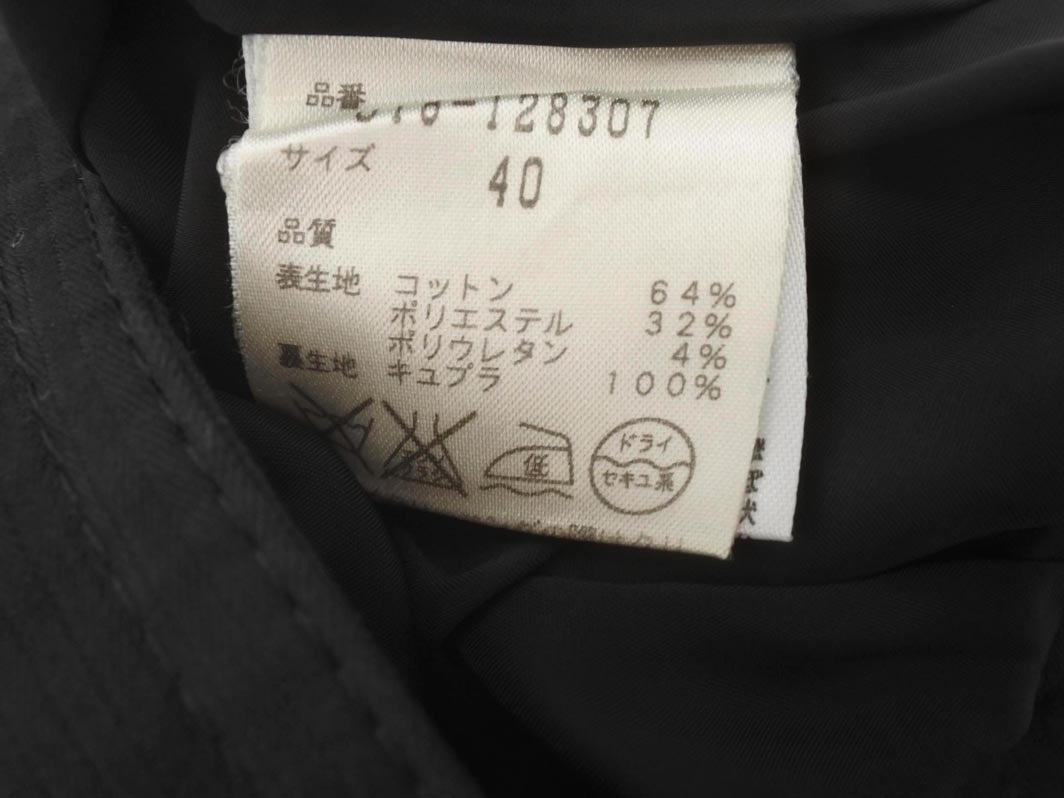 品番 -128307
サイズ 40
品質
表生地 コットン 64%
ポリエステル 32%
ポリウレタン 4%
裏生地 キュプラ 100%
低
ドライ
セキユ系